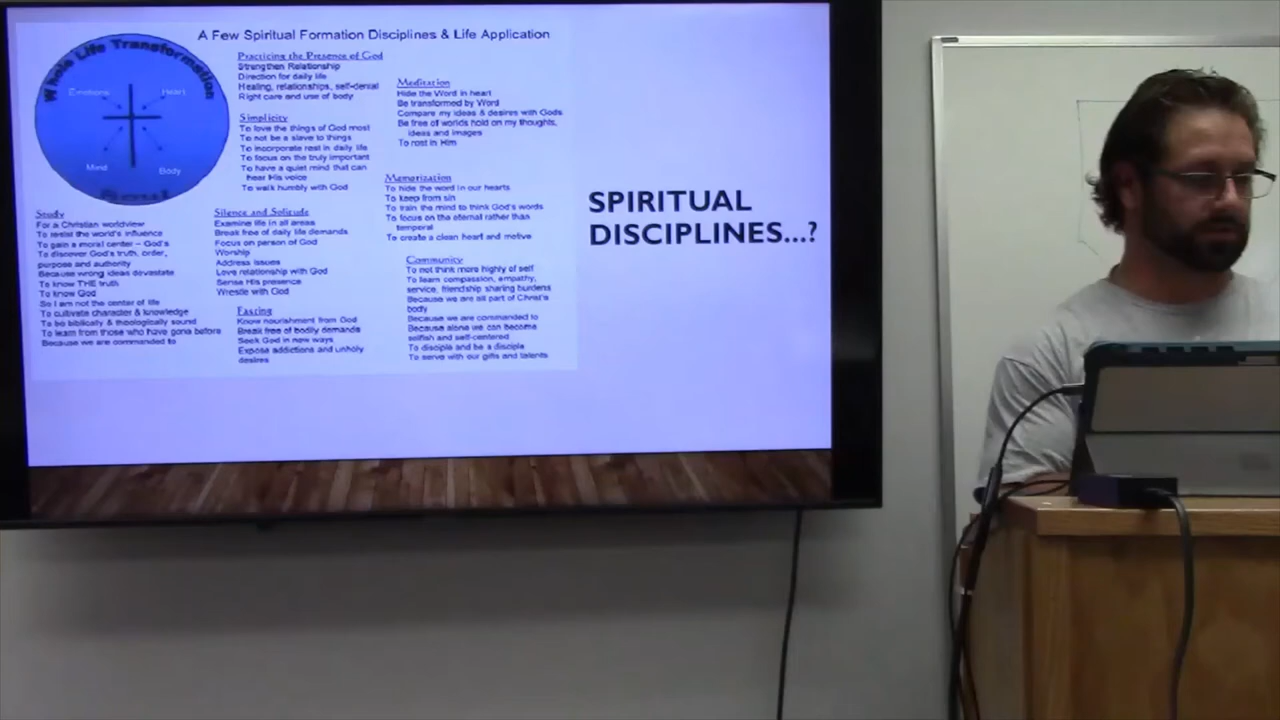 A Few Spiritual Formation Disciplines & Life Application
Whole Life Transformation
Emotions
Heart
Mind
Body
Practicing the Presence of God
Strengthen Relationship
Direction for daily life
Healing, relationships, self-denial
Right care and use of body
Simplicity
To love the things of God most
To not be a slave to things
To incorporate rest in daily life
To focus on the truly important
To have a quiet mind that can
hear His voice
To walk humbly with God
Meditation
Hide the Word in heart
Be transformed by Word
Compare my ideas & desires with Gods
Be free of worlds hold on my thoughts,
ideas and images
To rest in Him
Memorization
To hide the word in our hearts
To keep from sin
To train the mind to think God's words
To focus on the eternal rather than
temporal
To create a clean heart and motive
Study
For a Christian worldview
To resist the world's influence
To gain a moral center – God's
To discover God's truth, order,
purpose and authority
Because wrong ideas devastate
To know THE truth
To know God
So I am not the center of life
To cultivate character & knowledge
To be biblically & theologically sound
To learn from those who have gone before
Because we are commanded to
Silence and Solitude
Examine life in all areas
Break free of daily life demands
Focus on person of God
Worship
Address issues
Love relationship with God
Sense His presence
Wrestle with God
Fasting
Know nourishment from God
Break free of bodily demands
Seek God in new ways
Expose addictions and unholy
desires
Community
To not think more highly of self
To learn compassion, empathy,
service, friendship sharing burdens
Because we are all part of Christ's
body
Because we are commanded to
Because alone we can become
selfish and self-centered
To disciple and be a disciple
To serve with our gifts and talents
SPIRITUAL
DISCIPLINES...?